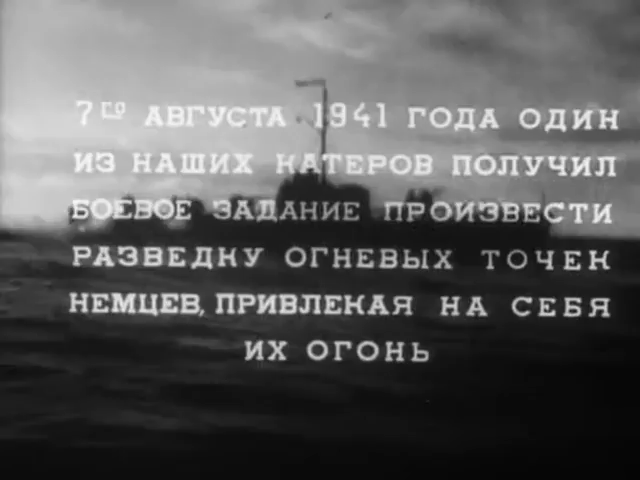 7го АВГУСТА 1941 ГОДА ОДИН
ИЗ НАШИХ КАТЕРОВ ПОЛУЧИЛ
БОЕВОЕ ЗАДАНИЕ ПРОИЗВЕСТИ
РАЗВЕДКУ ОГНЕВЫХ ТОЧЕК
НЕМЦЕВ, ПРИВЛЕКАЯ НА СЕБЯ
ИХ ОГОНЬ